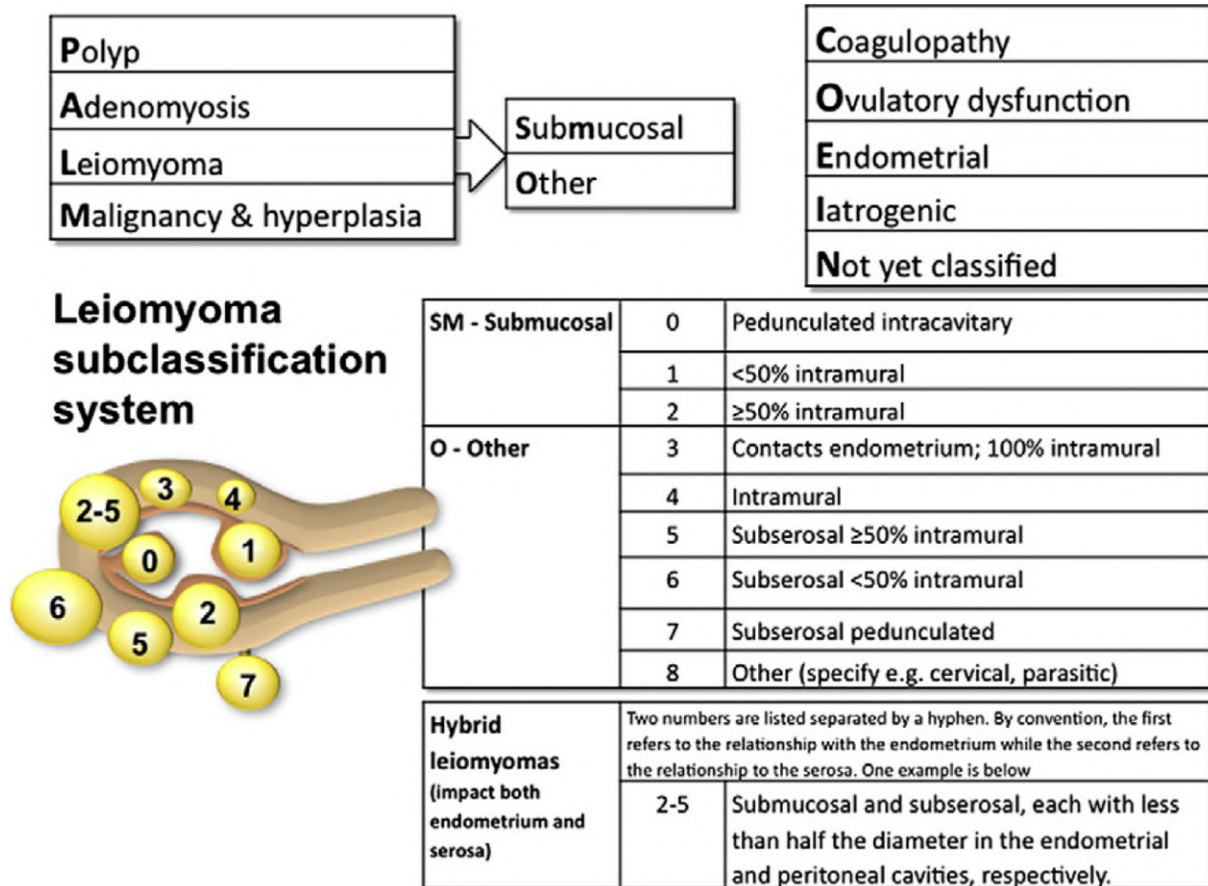 Polyp
Adenomyosis
Leiomyoma
Malignancy & hyperplasia
Submucosal
Other
Coagulopathy
Ovulatory dysfunction
Endometrial
Iatrogenic
Not yet classified
Leiomyoma
subclassification
system
2-5
3
4
0
1
6
2
5
7
SM - Submucosal
0
Pedunculated intracavitary
1
<50% intramural
2
≥50% intramural
O - Other
3
Contacts endometrium; 100% intramural
4
Intramural
5
Subserosal ≥50% intramural
6
Subserosal <50% intramural
7
Subserosal pedunculated
8
Other (specify e.g. cervical, parasitic)
Hybrid
leiomyomas
(impact both
endometrium and
serosa)
Two numbers are listed separated by a hyphen. By convention, the first
refers to the relationship with the endometrium while the second refers to
the relationship to the serosa. One example is below
2-5
Submucosal and subserosal, each with less
than half the diameter in the endometrial
and peritoneal cavities, respectively.